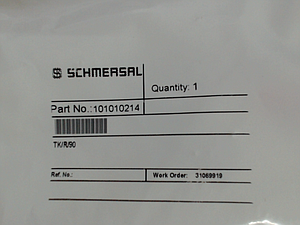 SCHMERSAL
Quantity: 1
Part No.:101010214
TK/R/90
Ref. No.:
Work Order: 31069919